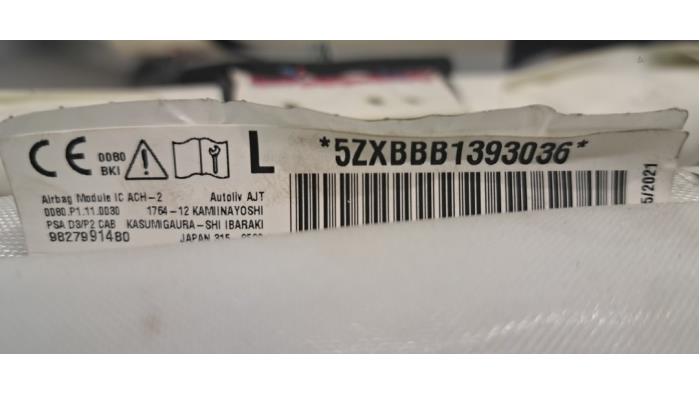 CE 0080 BKI L *5ZXBBB1393036*
Airbag Module IC ACH-2 Autoliv AJT
0080.P1.11.0030 1764-12 KAMIINAYOSHI
PSA D3/P2 CAB KASUMIGAURA-SHI IBARAKI
9827991480 JAPAN 315-
5/2021